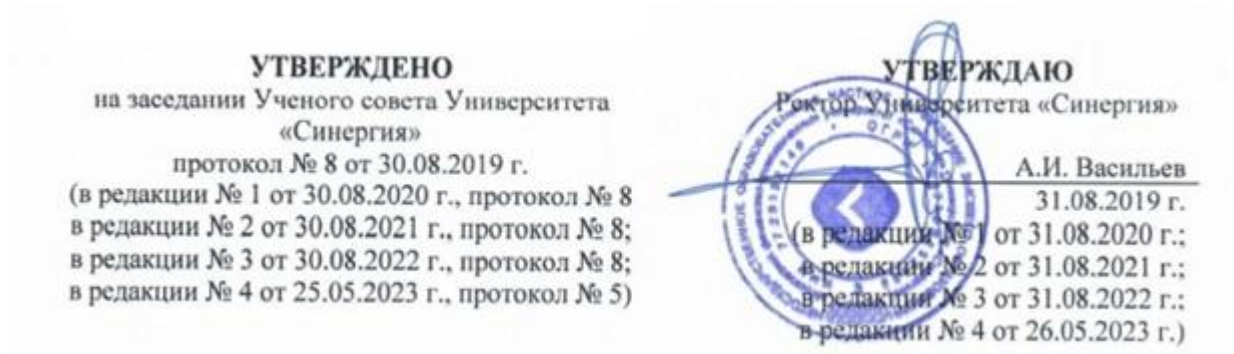 УТВЕРЖДЕНО
на заседании Ученого совета Университета
«Синергия»
протокол № 8 от 30.08.2019 г.
(в редакции № 1 от 30.08.2020 г., протокол № 8
в редакции № 2 от 30.08.2021 г., протокол № 8;
в редакции № 3 от 30.08.2022 г., протокол № 8;
в редакции № 4 от 25.05.2023 г., протокол № 5)
УТВЕРЖДАЮ
Ректор Университета «Синергия»
А.И. Васильев
31.08.2019 г.
(в редакции № 1 от 31.08.2020 г.;
в редакции № 2 от 31.08.2021 г.;
в редакции № 3 от 31.08.2022 г.;
в редакции № 4 от 26.05.2023 г.)